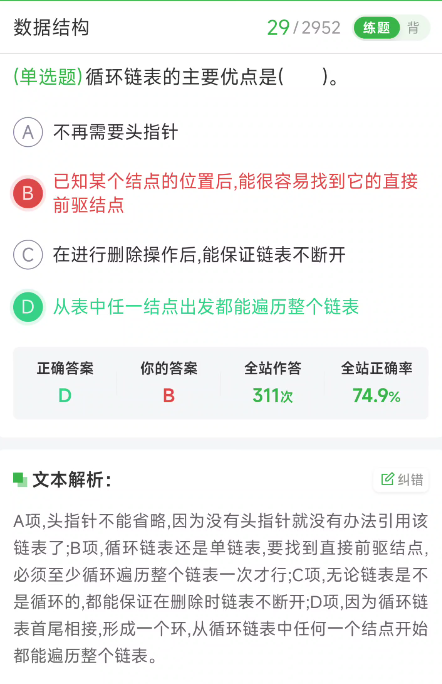 数据结构 29/2952 练题 背
(单选题)循环链表的主要优点是(  )。
A 不再需要头指针
B 已知某个结点的位置后,能很容易找到它的直接
前驱结点
C 在进行删除操作后,能保证链表不断开
D 从表中任一结点出发都能遍历整个链表
正确答案 你的答案 全站作答 全站正确率
D B 311次 74.9%
文本解析: 纠错
A项,头指针不能省略,因为没有头指针就没有办法引用该
链表了;B项,循环链表还是单链表,要找到直接前驱结点,
必须至少循环遍历整个链表一次才行;C项,无论链表是不
是循环的,都能保证在删除时链表不断开;D项,因为循环链
表首尾相接,形成一个环,从循环链表中任何一个结点开始
都能遍历整个链表。